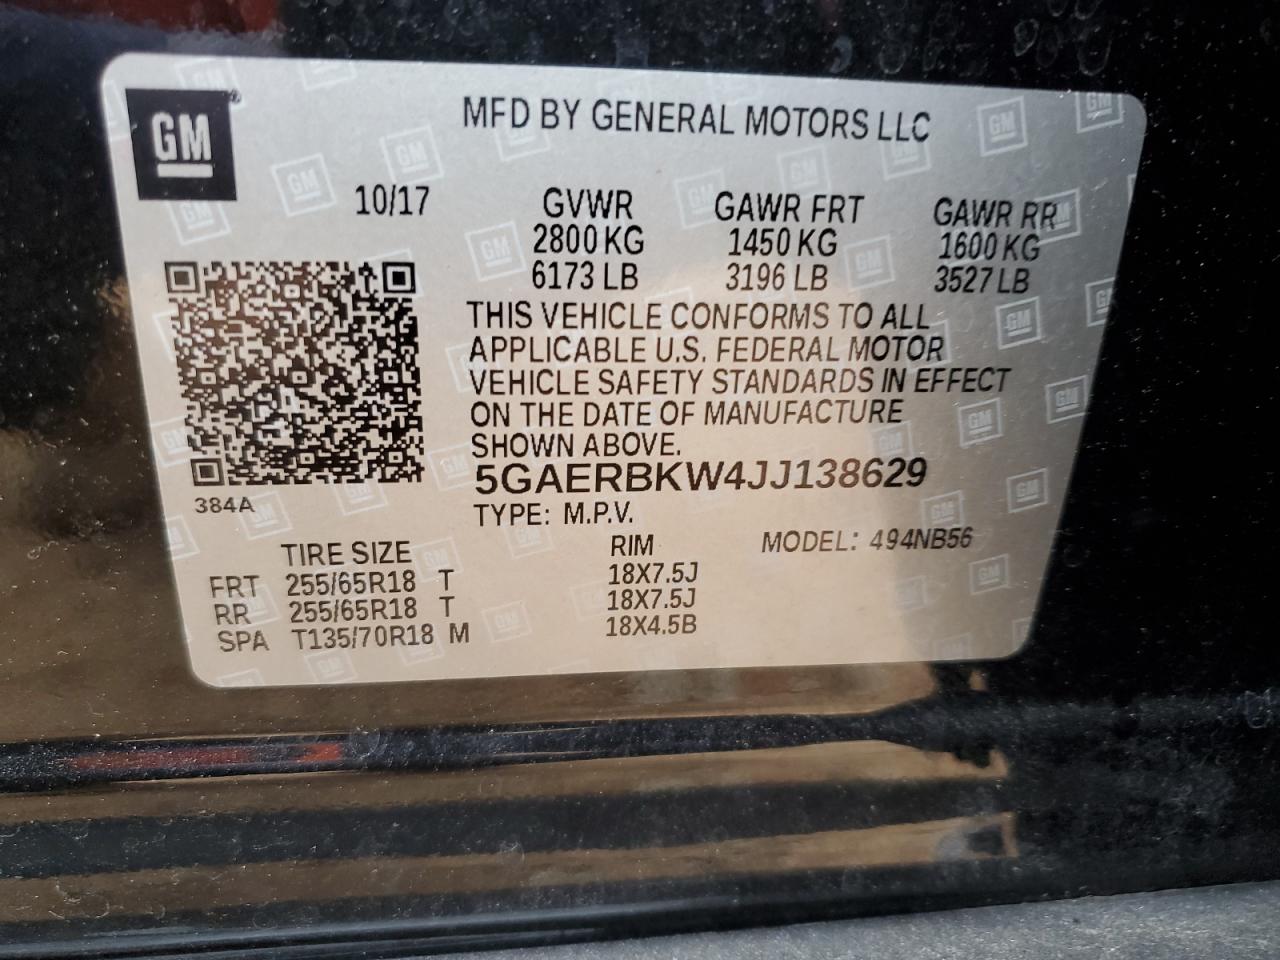 GM
MFD BY GENERAL MOTORS LLC
10/17
GVWR GAWR FRT GAWR RR
2800 KG 1450 KG 1600 KG
6173 LB 3196 LB 3527 LB
THIS VEHICLE CONFORMS TO ALL
APPLICABLE U.S. FEDERAL MOTOR
VEHICLE SAFETY STANDARDS IN EFFECT
ON THE DATE OF MANUFACTURE
SHOWN ABOVE.
5GAERBKW4JJ138629
384A
TYPE: M.P.V.
TIRE SIZE RIM MODEL: 494NB56
FRT 255/65R18 T 18X7.5J
RR 255/65R18 T 18X7.5J
SPA T135/70R18 M 18X4.5B